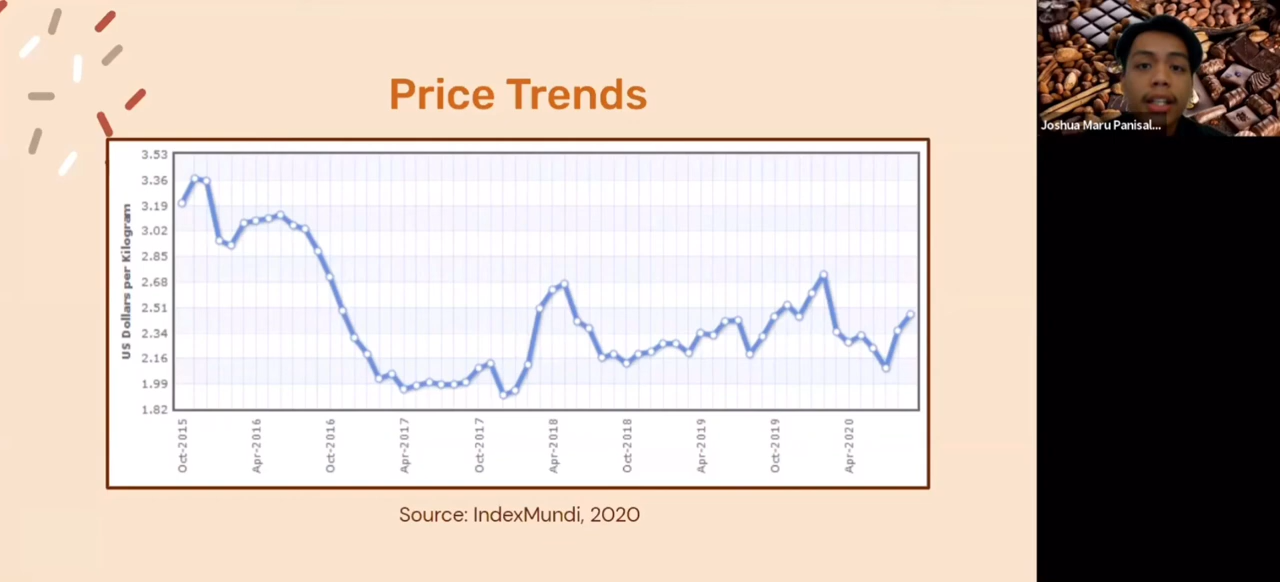 Price Trends
Joshua Maru Panisal...
3.53
3.36
3.19
3.02
2.85
2.68
2.51
2.34
2.16
1.99
1.82
US Dollars per Kilogram
Oct-2015
Apr-2016
Oct-2016
Apr-2017
Oct-2017
Apr-2018
Oct-2018
Apr-2019
Oct-2019
Apr-2020
Source: IndexMundi, 2020